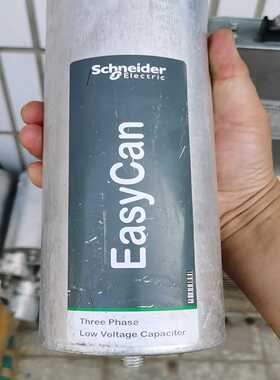 Schneider
Electric
EasyCan
Three Phase
Low Voltage Capacitor